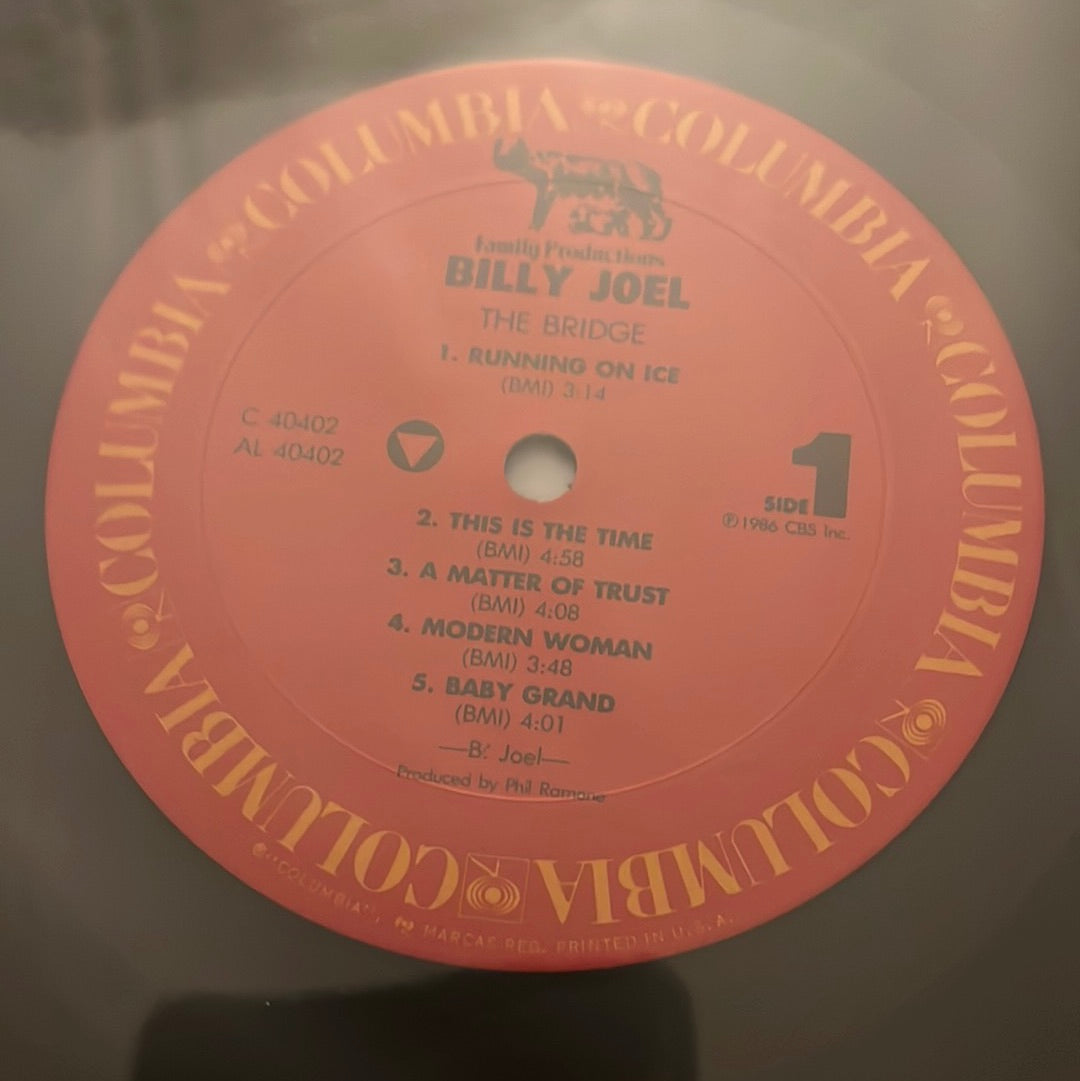 COLUMBIA COLUMBIA COLUMBIA COLUMBIA COLUMBIA COLUMBIA
Family Productions
BILLY JOEL
THE BRIDGE
1. RUNNING ON ICE
(BMI) 3:14
C 40402
AL 40402
SIDE 1
Ⓟ1986 CBS Inc.
2. THIS IS THE TIME
(BMI) 4:58
3. A MATTER OF TRUST
(BMI) 4:08
4. MODERN WOMAN
(BMI) 3:48
5. BABY GRAND
(BMI) 4:01
—B. Joel—
Produced by Phil Ramone
"COLUMBIA", MARCAS REG. PRINTED IN U.S.A.